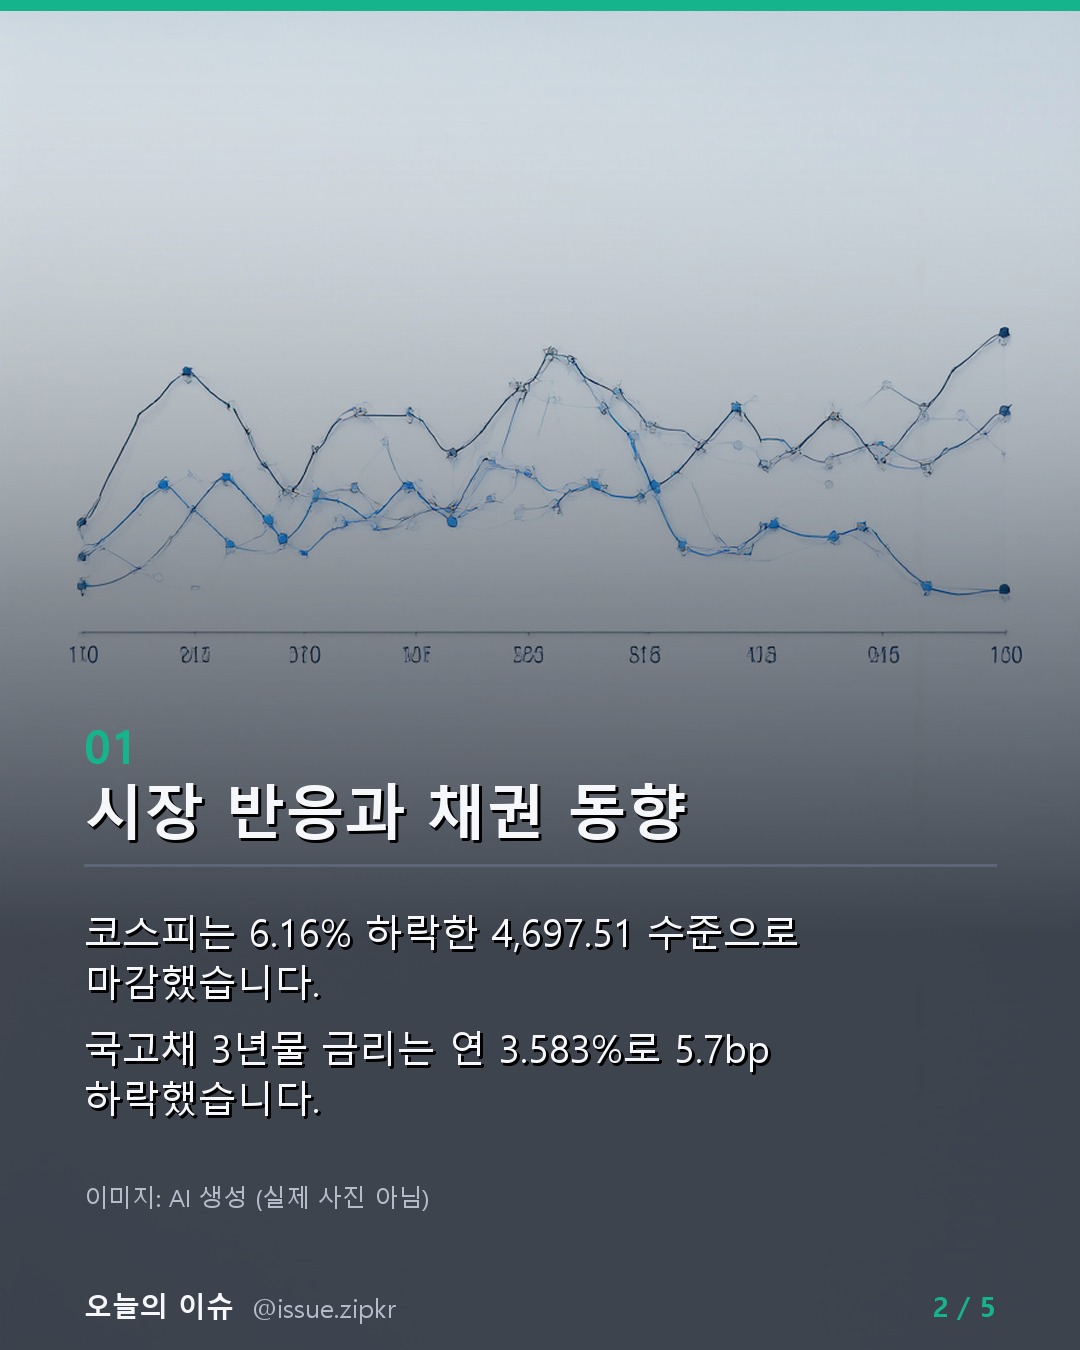 110
160
01
시장 반응과 채권 동향
코스피는 6.16% 하락한 4,697.51 수준으로
마감했습니다.
국고채 3년물 금리는 연 3.583%로 5.7bp
하락했습니다.
이미지: AI 생성 (실제 사진 아님)
오늘의 이슈 @issue.zipkr
2 / 5